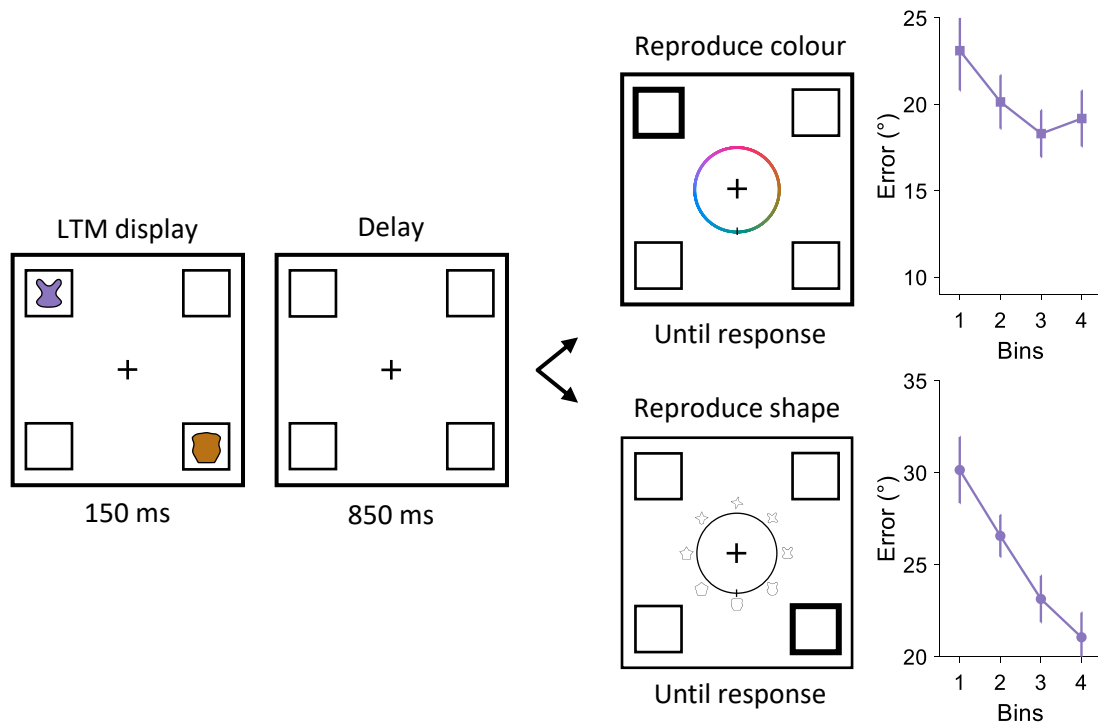 LTM display
150 ms
Delay
850 ms
Reproduce colour
Until response
Error (°)
25
20
15
10
1 2 3 4
Bins
Reproduce shape
Until response
Error (°)
35
30
25
20
1 2 3 4
Bins